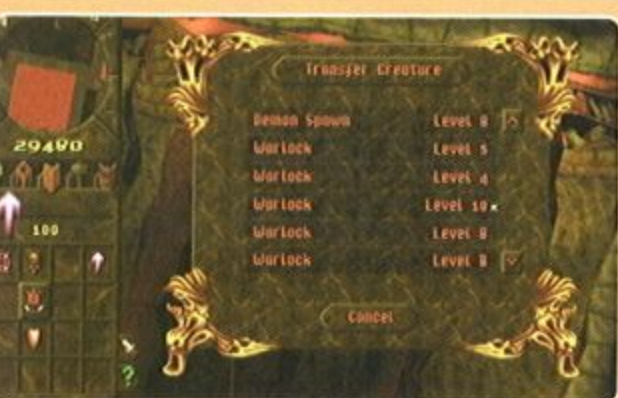 Transfer Creature
Demon Spawn Level 8
Warlock Level 5
Warlock Level 4
Warlock Level 10
Warlock Level 8
Warlock Level 8
Cancel
29480
100
?